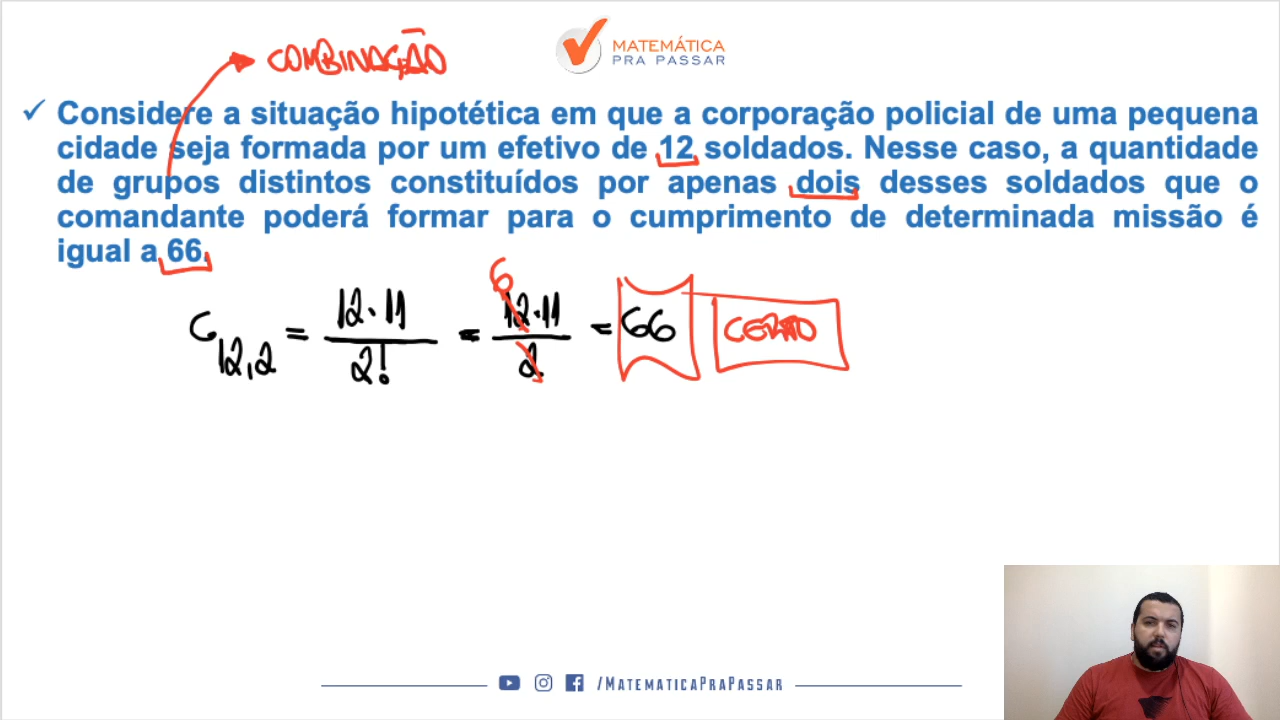 COMBINAÇÃO
MATEMÁTICA
PRA PASSAR
✓ Considere a situação hipotética em que a corporação policial de uma pequena
cidade seja formada por um efetivo de 12 soldados. Nesse caso, a quantidade
de grupos distintos constituídos por apenas dois desses soldados que o
comandante poderá formar para o cumprimento de determinada missão é
igual a 66.
C12,2 = 12.11/2! = 12.11/2 = 66 CERTO
6
/MATEMATICAPRAPASSAR